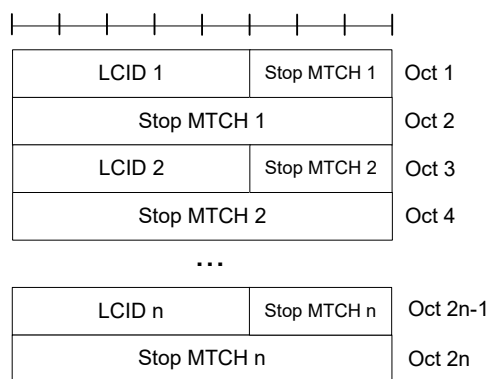 LCID 1 Stop MTCH 1 Oct 1
Stop MTCH 1 Oct 2
LCID 2 Stop MTCH 2 Oct 3
Stop MTCH 2 Oct 4
...
LCID n Stop MTCH n Oct 2n-1
Stop MTCH n Oct 2n